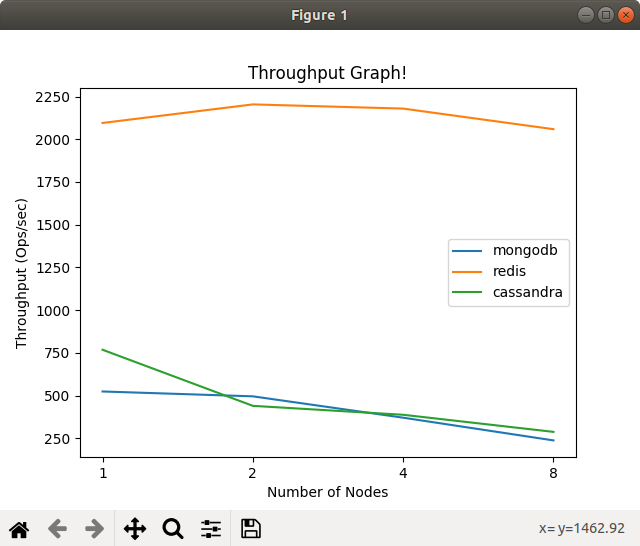 Figure 1
Throughput Graph!
2250
2000
1750
1500
1250
1000
750
500
250
Throughput (Ops/sec)
mongodb
redis
cassandra
1 2 4 8
Number of Nodes
x= y=1462.92